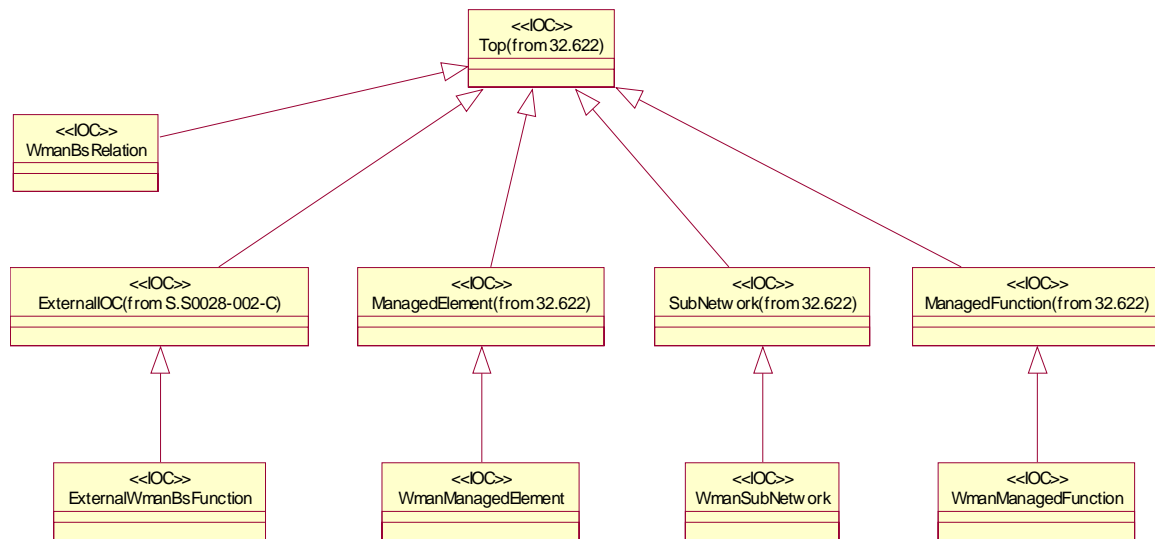 <<IOC>>
Top(from 32.622)
<<IOC>>
WmanBsRelation
<<IOC>>
ExternalIOC(from S.S0028-002-C)
<<IOC>>
ManagedElement(from 32.622)
<<IOC>>
SubNetwork(from 32.622)
<<IOC>>
ManagedFunction(from 32.622)
<<IOC>>
ExternalWmanBsFunction
<<IOC>>
WmanManagedElement
<<IOC>>
WmanSubNetwork
<<IOC>>
WmanManagedFunction